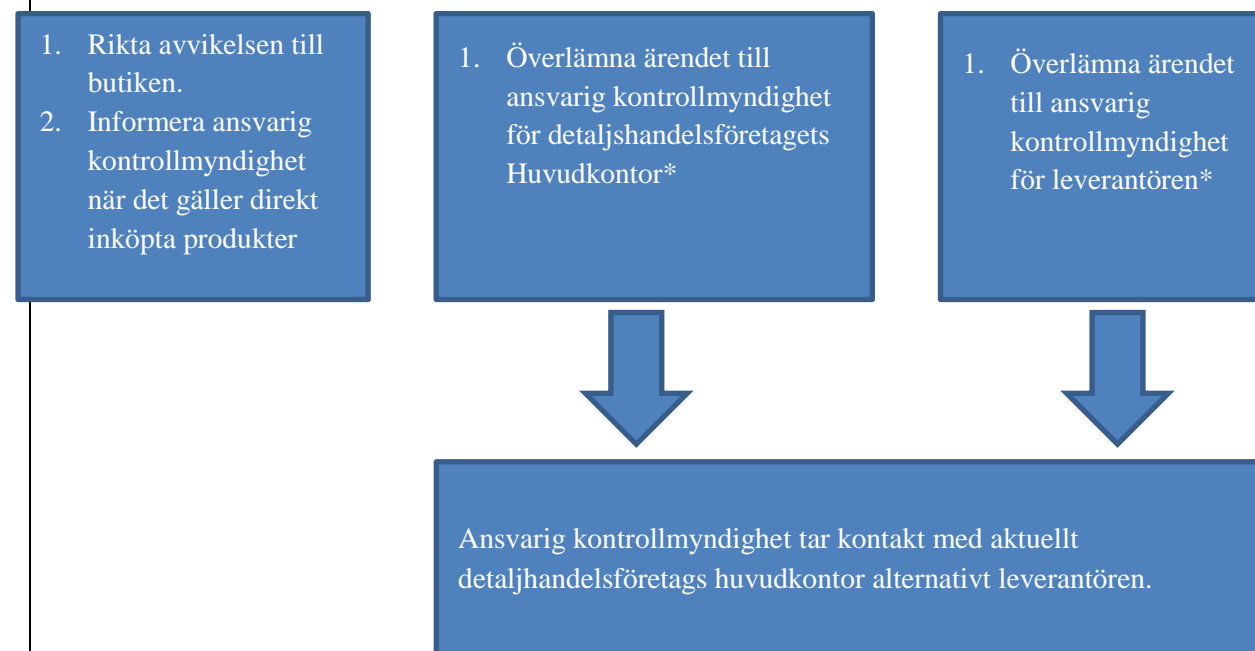 1. Rikta avvikelsen till
butiken.
2. Informera ansvarig
kontrollmyndighet
när det gäller direkt
inköpta produkter
1. Överlämna ärendet till
ansvarig kontrollmyndighet
för detaljshandelsföretagets
Huvudkontor*
1. Överlämna ärendet
till ansvarig
kontrollmyndighet
för leverantören*
Ansvarig kontrollmyndighet tar kontakt med aktuellt
detaljhandelsföretags huvudkontor alternativt leverantören.